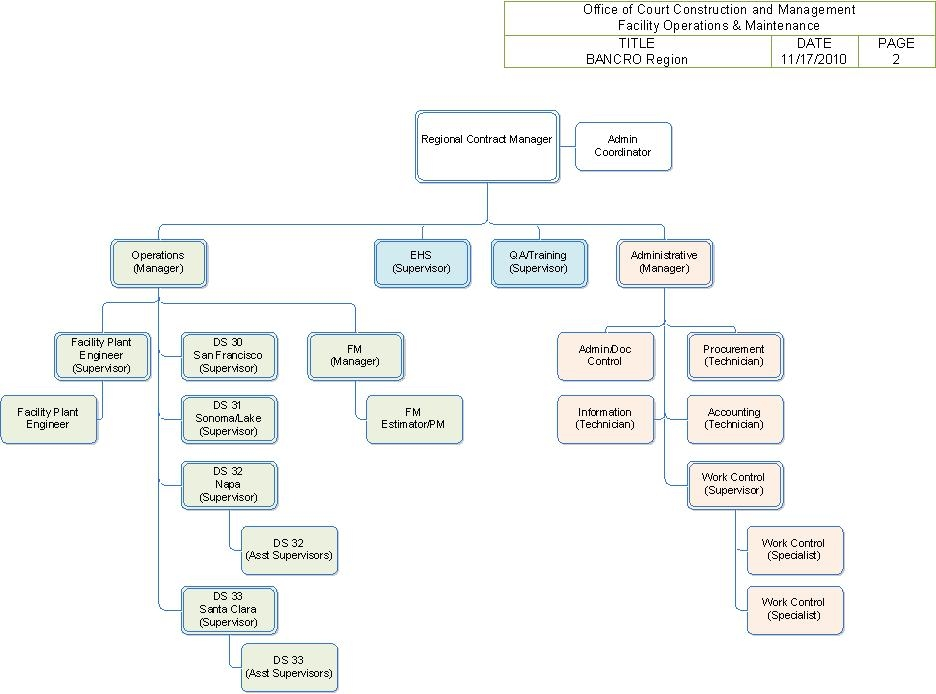 Office of Court Construction and Management
Facility Operations & Maintenance
TITLE
BANCRO Region
DATE
11/17/2010
PAGE
2
Regional Contract Manager
Admin
Coordinator
Operations
(Manager)
EHS
(Supervisor)
QA/Training
(Supervisor)
Administrative
(Manager)
Facility Plant
Engineer
(Supervisor)
DS 30
San Francisco
(Supervisor)
FM
(Manager)
Admin/Doc
Control
Procurement
(Technician)
Facility Plant
Engineer
DS 31
Sonoma/Lake
(Supervisor)
FM
Estimator/PM
Information
(Technician)
Accounting
(Technician)
DS 32
Napa
(Supervisor)
Work Control
(Supervisor)
DS 32
(Asst Supervisors)
Work Control
(Specialist)
DS 33
Santa Clara
(Supervisor)
Work Control
(Specialist)
DS 33
(Asst Supervisors)